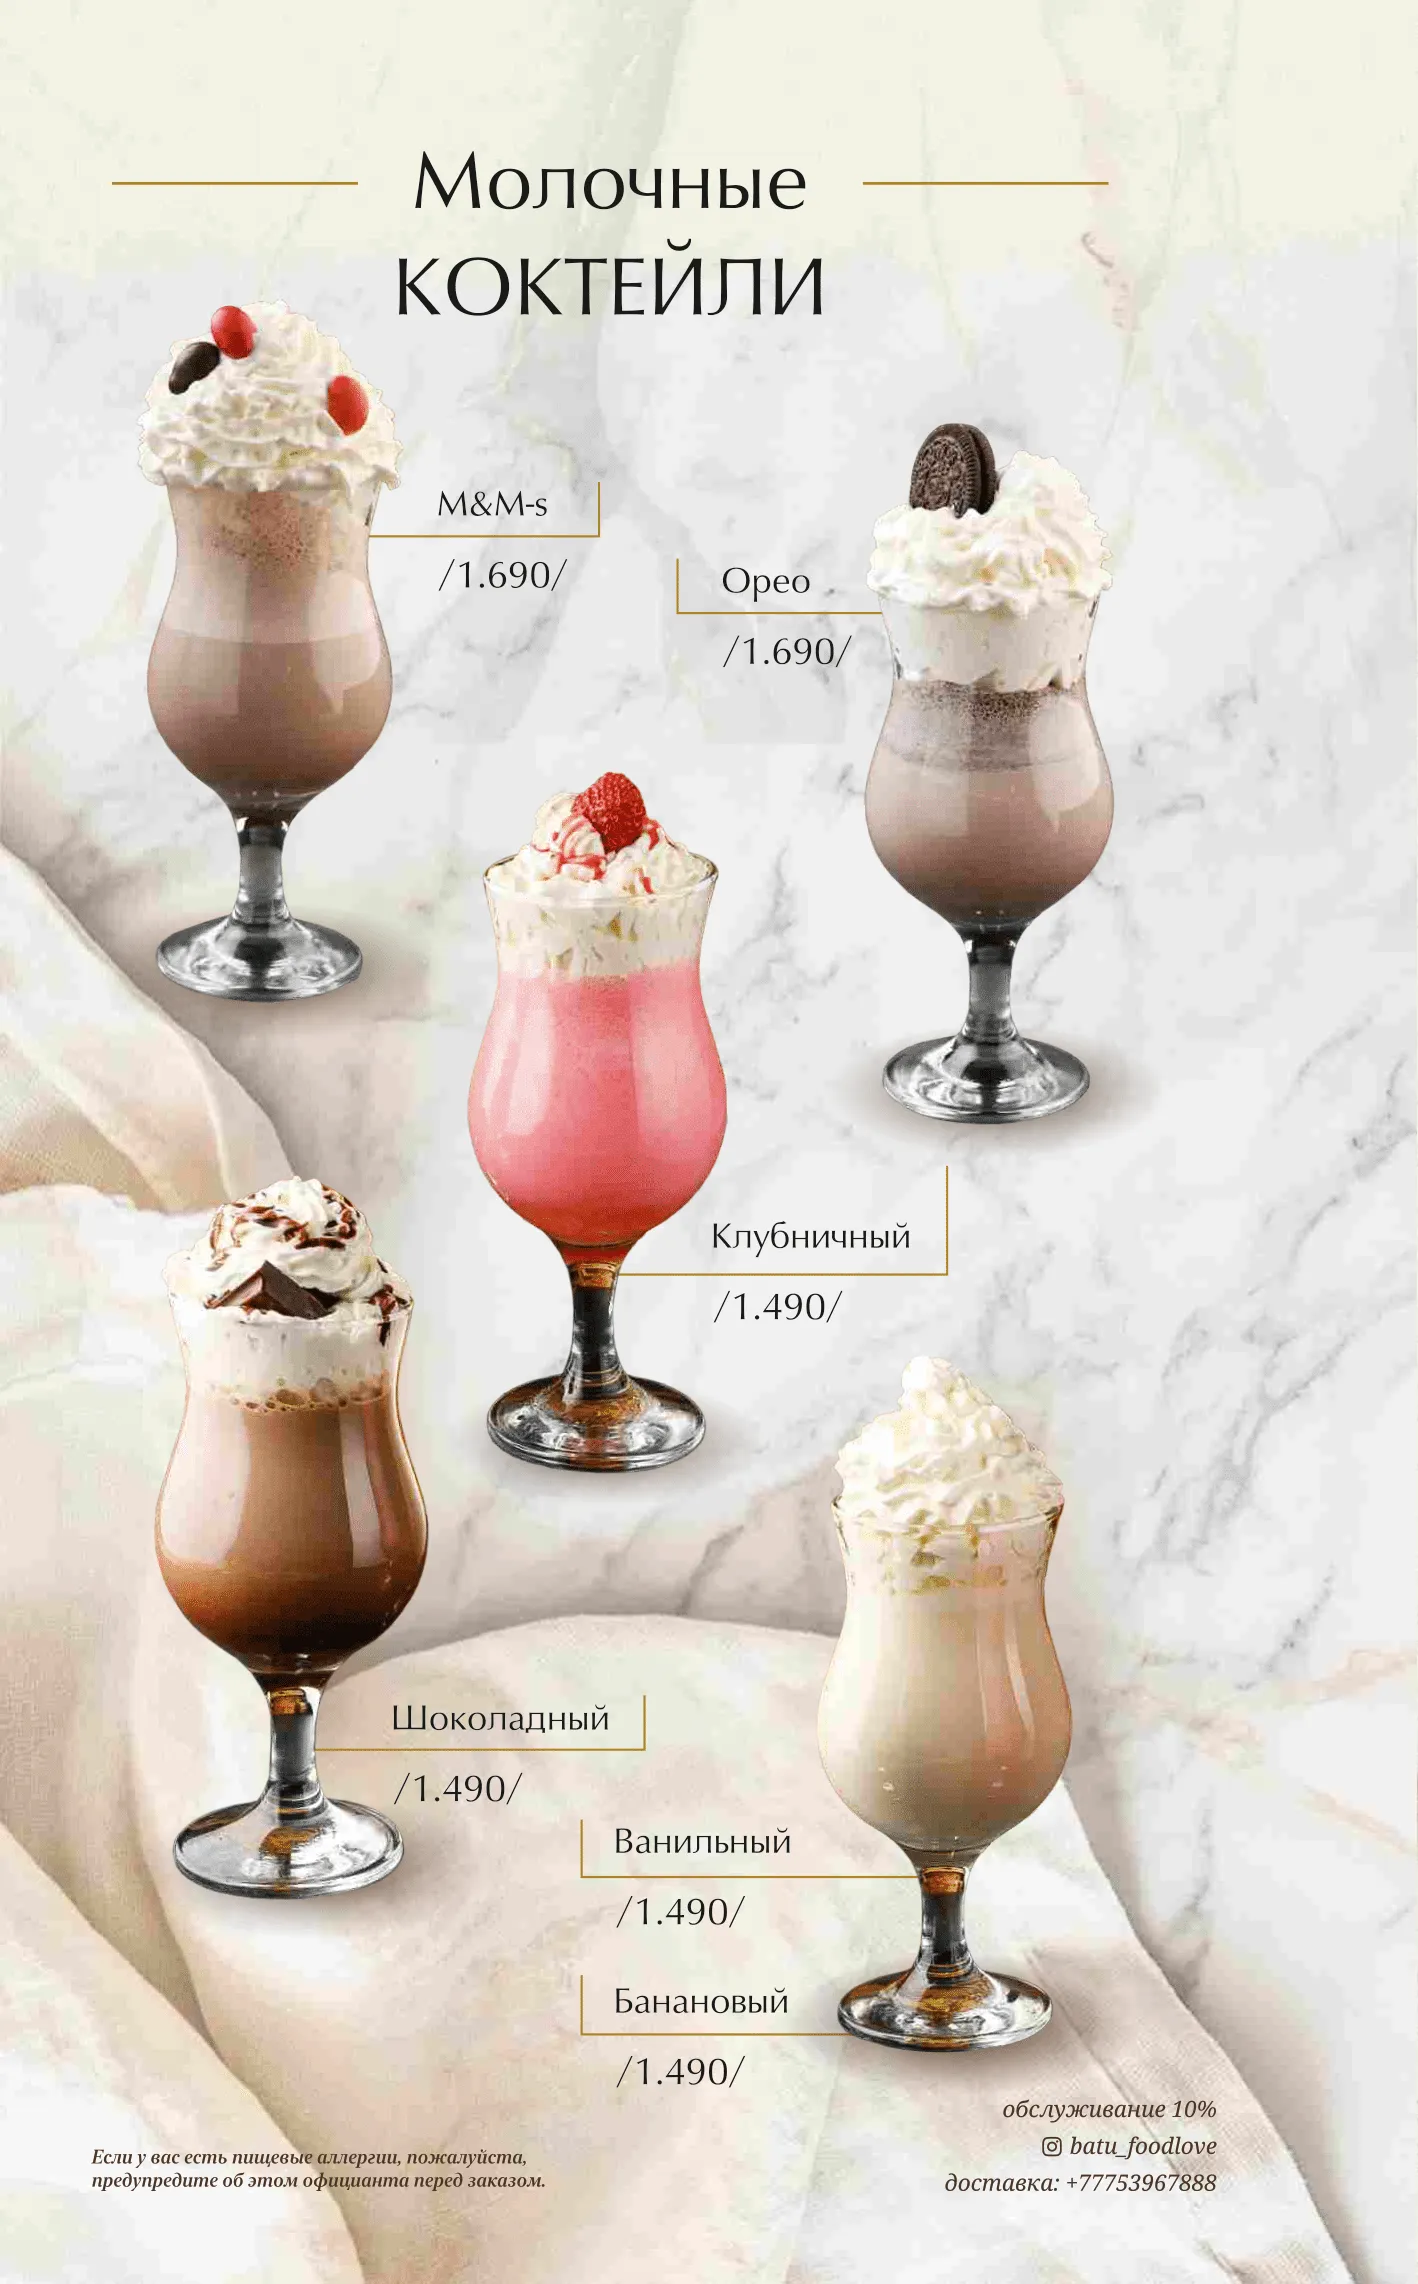 Молочные
КОКТЕЙЛИ
M&M-s
/1.690/
Орео
/1.690/
Клубничный
/1.490/
Шоколадный
/1.490/
Ванильный
/1.490/
Банановый
/1.490/
обслуживание 10%
batu_foodlove
доставка: +77753967888
Если у вас есть пищевые аллергии, пожалуйста,
предупредите об этом официанта перед заказом.